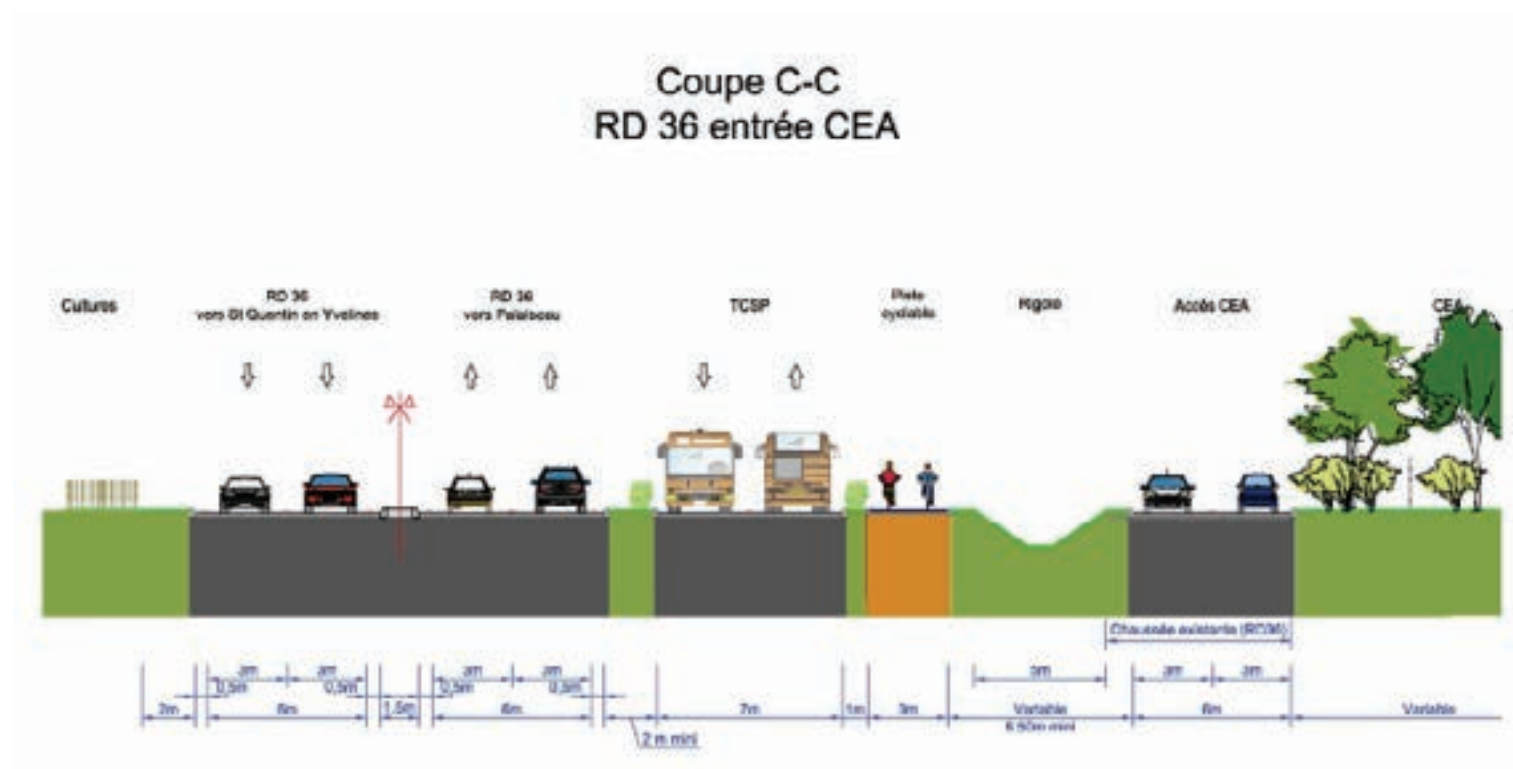 Coupe C-C
RD 36 entrée CEA
Cultures
RD 36
vers St Quentin en Yvelines
RD 36
vers Palaiseau
TCSP
Piste
cyclable
Rigole
Accès CEA
CEA
Chaussée existante (RD36)
3m
3m
3m
3m
5m
3m
3m
0,5m
0,5m
0,5m
0,5m
2m
6m
1,5m
6m
7m
1m
3m
Variable
6m
Variable
6.50m mini
2 m mini